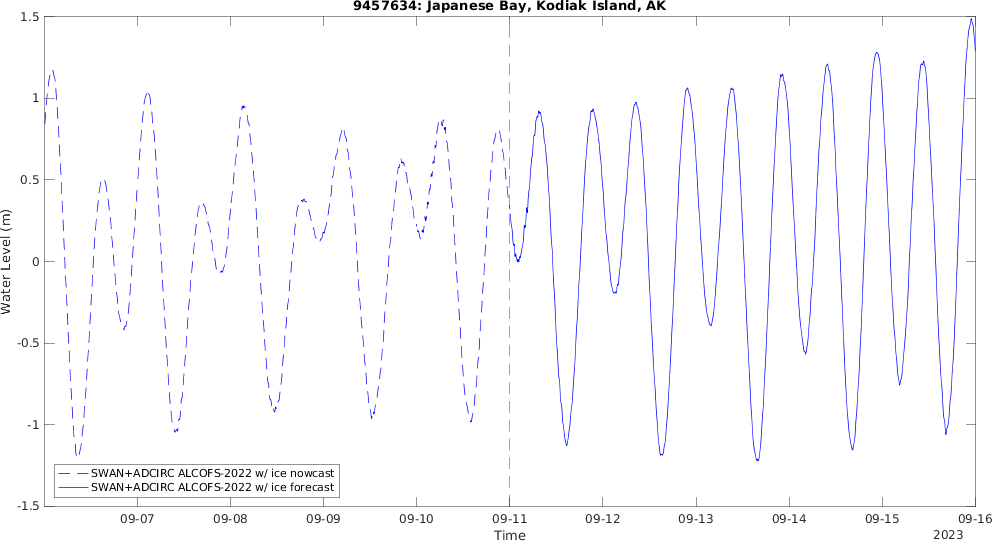 9457634: Japanese Bay, Kodiak Island, AK
1.5
1
0.5
0
-0.5
-1
-1.5
Water Level (m)
SWAN+ADCIRC ALCOFS-2022 w/ ice nowcast
SWAN+ADCIRC ALCOFS-2022 w/ ice forecast
09-07 09-08 09-09 09-10 09-11 09-12 09-13 09-14 09-15 09-16
Time
2023